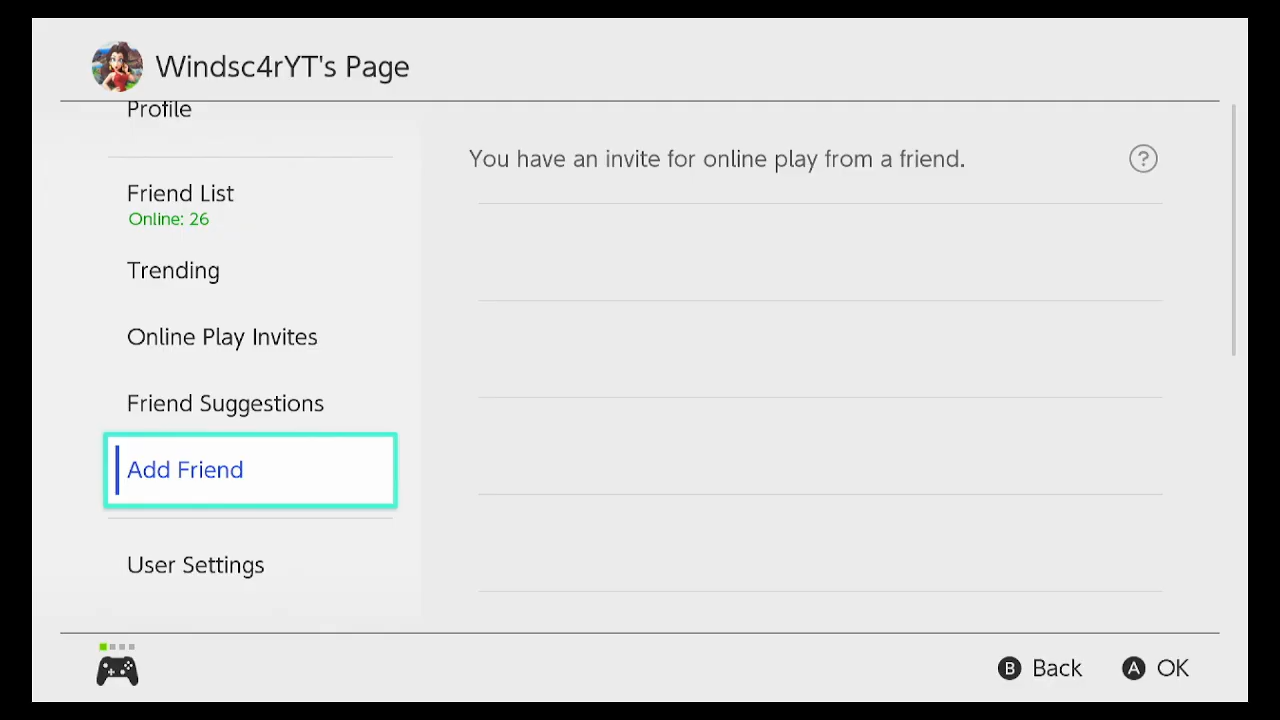 Windsc4rYT's Page
Profile
Friend List
Online: 26
Trending
Online Play Invites
Friend Suggestions
Add Friend
User Settings
You have an invite for online play from a friend.
?
B Back
A OK